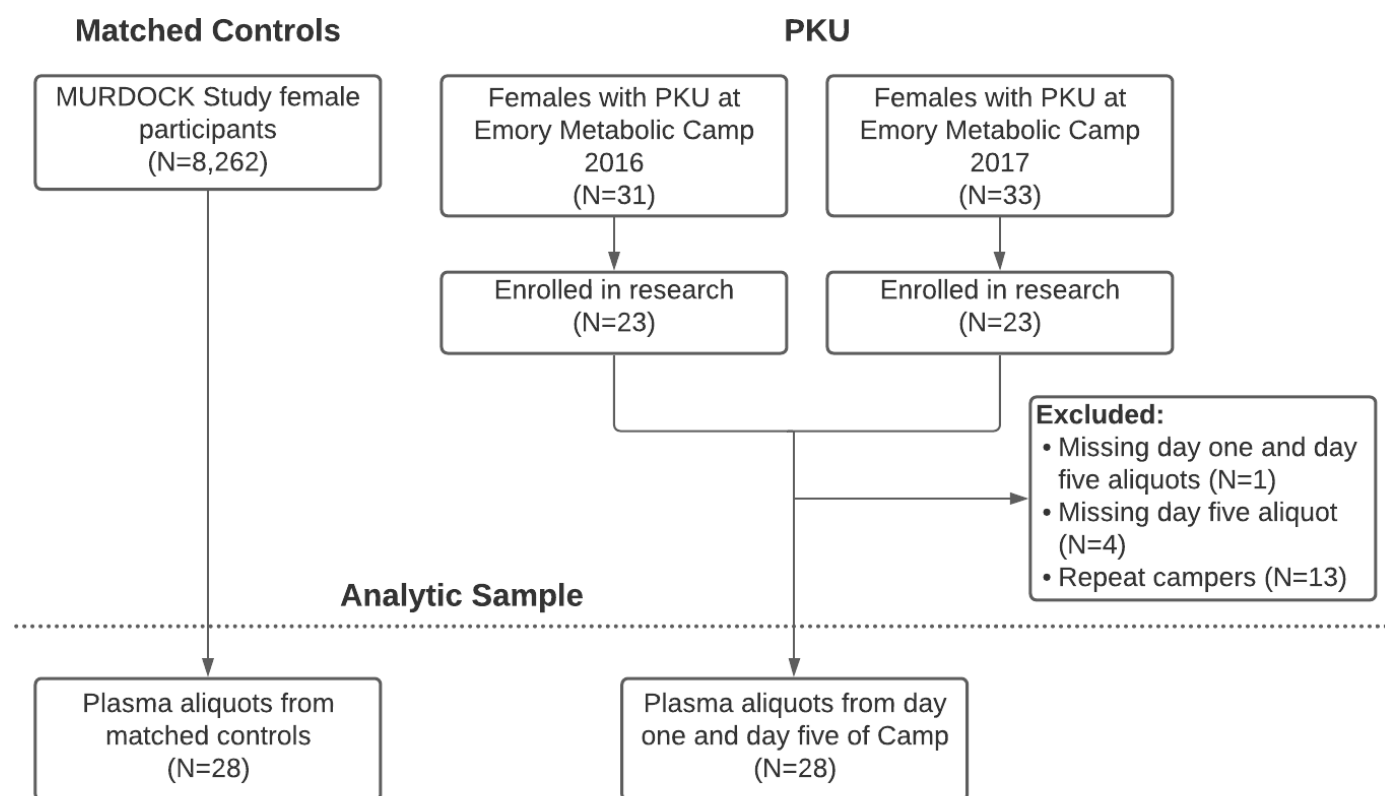 Matched Controls
PKU
MURDOCK Study female
participants
(N=8,262)
Females with PKU at
Emory Metabolic Camp
2016
(N=31)
Females with PKU at
Emory Metabolic Camp
2017
(N=33)
Enrolled in research
(N=23)
Enrolled in research
(N=23)
Excluded:
• Missing day one and day
five aliquots (N=1)
• Missing day five aliquot
(N=4)
• Repeat campers (N=13)
Analytic Sample
Plasma aliquots from
matched controls
(N=28)
Plasma aliquots from day
one and day five of Camp
(N=28)